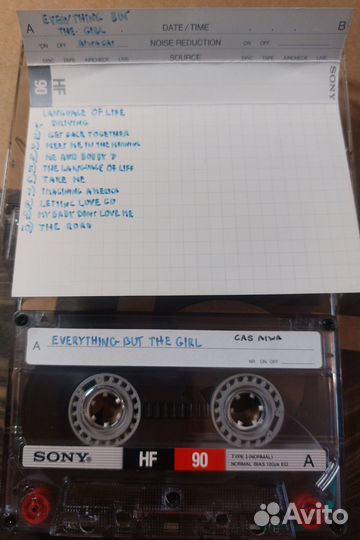 A EVERYTHING BUT DATE / TIME B
THE GIRL
ON OFF NOISE REDUCTION ON OFF
DISC TAPE AIRCHECK LIVE SOURCE DISC TAPE AIRCHECK LIVE
HF
90
SONY
LANGUAGE OF LIFE
1) DRIVING
2) GET BACK TOGETHER
3) MEET ME IN THE MORNING
4) ME AND BOBBY D
5) THE LANGUAGE OF LIFE
6) TAKE ME
7) IMAGINING AMERICA
8) LETTING LOVE GO
9) MY BABY DON'T LOVE ME
10) THE ROAD
A EVERYTHING BUT THE GIRL
NR ON OFF
SONY HF 90 TYPE I (NORMAL)
NORMAL BIAS 120μs EQ A
Avito